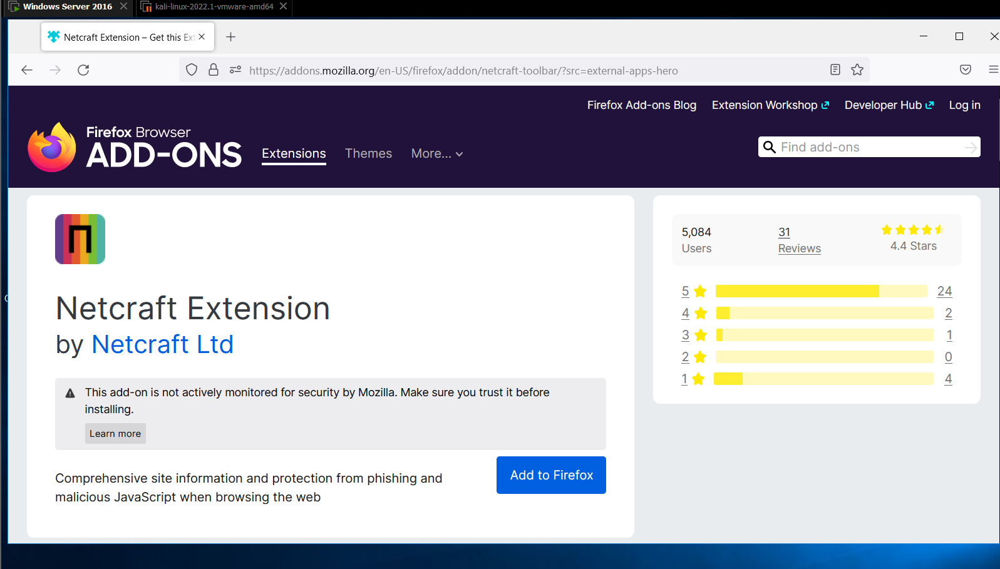 Windows Server 2016
kali-linux-2022.1-vmware-amd64
Netcraft Extension – Get this Ext
https://addons.mozilla.org/en-US/firefox/addon/netcraft-toolbar/?src=external-apps-hero
Firefox Add-ons Blog Extension Workshop Developer Hub Log in
Firefox Browser
ADD-ONS
Extensions Themes More...
Find add-ons
Netcraft Extension
by Netcraft Ltd
This add-on is not actively monitored for security by Mozilla. Make sure you trust it before
installing.
Learn more
Comprehensive site information and protection from phishing and
malicious JavaScript when browsing the web
Add to Firefox
5,084 31
Users Reviews 4.4 Stars
5 24
4 2
3 1
2 0
1 4